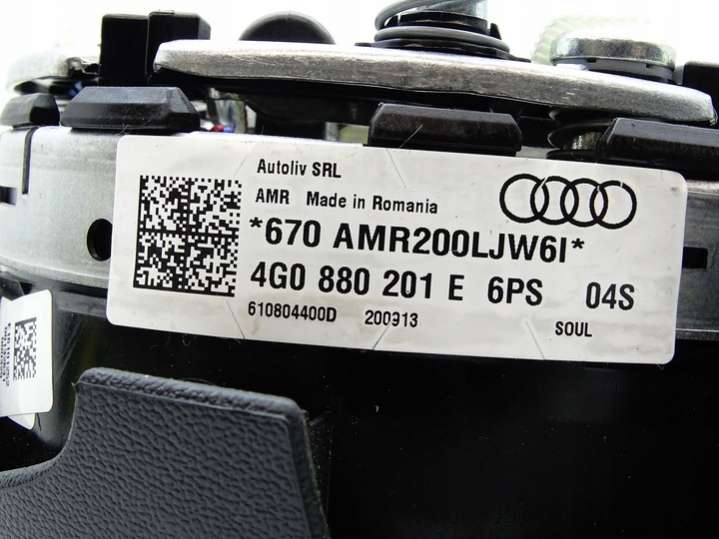 Autoliv SRL
AMR Made in Romania
*670 AMR200LJW6I*
4G0 880 201 E 6PS 04S
610804400D 200913
SOUL